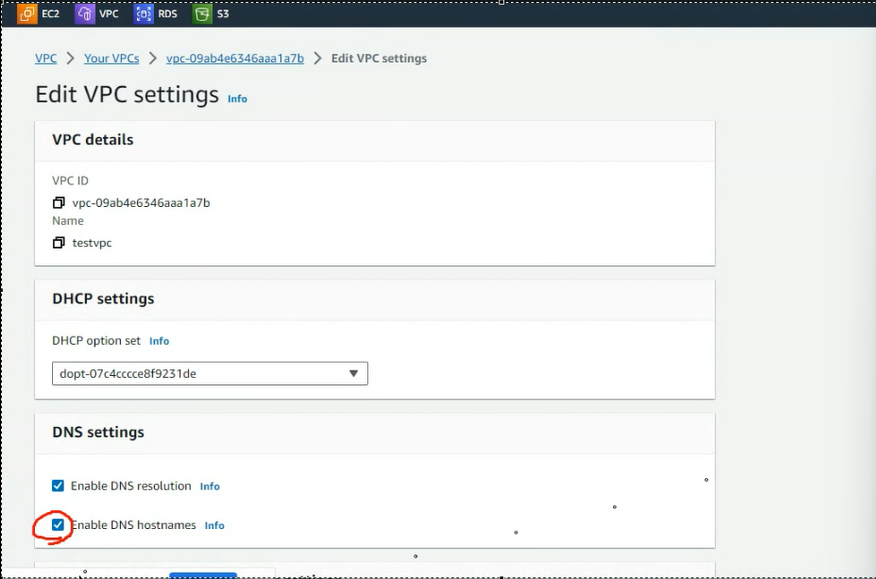 EC2 VPC RDS S3
VPC > Your VPCs > vpc-09ab4e6346aaa1a7b > Edit VPC settings
Edit VPC settings Info
VPC details
VPC ID
vpc-09ab4e6346aaa1a7b
Name
testvpc
DHCP settings
DHCP option set Info
dopt-07c4cccce8f9231de
DNS settings
Enable DNS resolution Info
Enable DNS hostnames Info